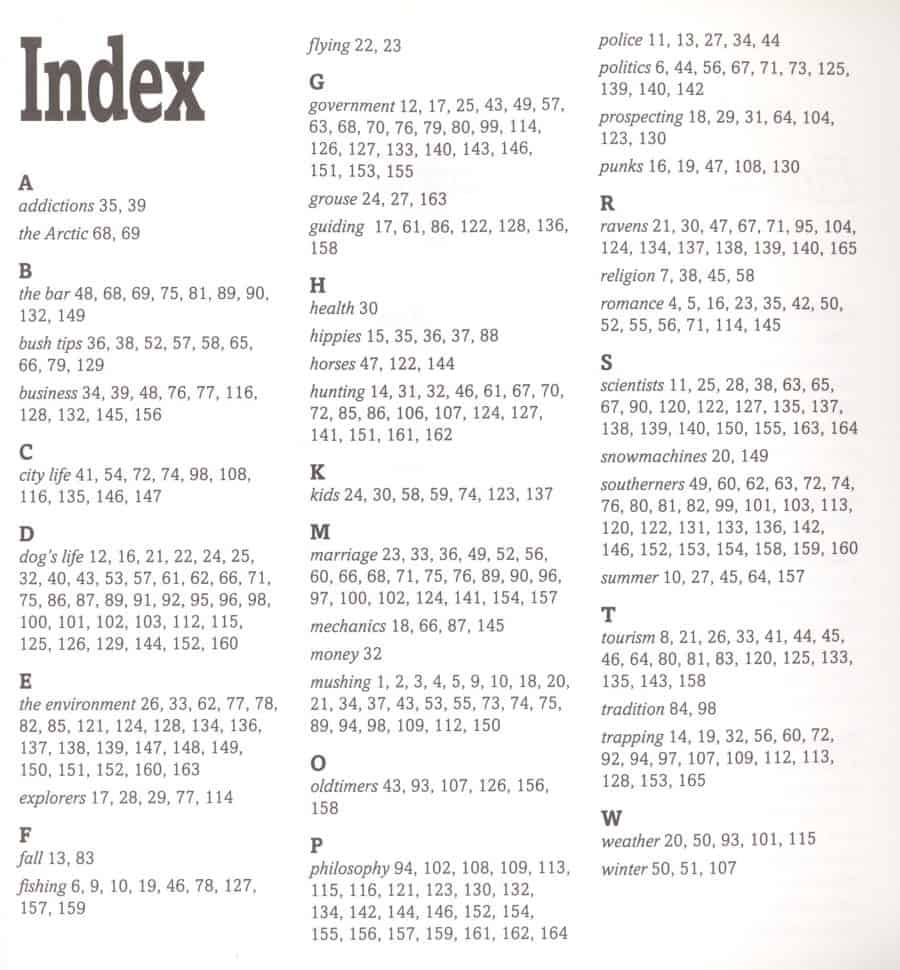 Index
A
addictions 35, 39
the Arctic 68, 69
B
the bar 48, 68, 69, 75, 81, 89, 90,
132, 149
bush tips 36, 38, 52, 57, 58, 65,
66, 79, 129
business 34, 39, 48, 76, 77, 116,
128, 132, 145, 156
C
city life 41, 54, 72, 74, 98, 108,
116, 135, 146, 147
D
dog's life 12, 16, 21, 22, 24, 25,
32, 40, 43, 53, 57, 61, 62, 66, 71,
75, 86, 87, 89, 91, 92, 95, 96, 98,
100, 101, 102, 103, 112, 115,
125, 126, 129, 144, 152, 160
E
the environment 26, 33, 62, 77, 78,
82, 85, 121, 124, 128, 134, 136,
137, 138, 139, 147, 148, 149,
150, 151, 152, 160, 163
explorers 17, 28, 29, 77, 114
F
fall 13, 83
fishing 6, 9, 10, 19, 46, 78, 127,
157, 159
flying 22, 23
G
government 12, 17, 25, 43, 49, 57,
63, 68, 70, 76, 79, 80, 99, 114,
126, 127, 133, 140, 143, 146,
151, 153, 155
grouse 24, 27, 163
guiding 17, 61, 86, 122, 128, 136,
158
H
health 30
hippies 15, 35, 36, 37, 88
horses 47, 122, 144
hunting 14, 31, 32, 46, 61, 67, 70,
72, 85, 86, 106, 107, 124, 127,
141, 151, 161, 162
K
kids 24, 30, 58, 59, 74, 123, 137
M
marriage 23, 33, 36, 49, 52, 56,
60, 66, 68, 71, 75, 76, 89, 90, 96,
97, 100, 102, 124, 141, 154, 157
mechanics 18, 66, 87, 145
money 32
mushing 1, 2, 3, 4, 5, 9, 10, 18, 20,
21, 34, 37, 43, 53, 55, 73, 74, 75,
89, 94, 98, 109, 112, 150
O
oldtimers 43, 93, 107, 126, 156,
158
P
philosophy 94, 102, 108, 109, 113,
115, 116, 121, 123, 130, 132,
134, 142, 144, 146, 152, 154,
155, 156, 157, 159, 161, 162, 164
police 11, 13, 27, 34, 44
politics 6, 44, 56, 67, 71, 73, 125,
139, 140, 142
prospecting 18, 29, 31, 64, 104,
123, 130
punks 16, 19, 47, 108, 130
R
ravens 21, 30, 47, 67, 71, 95, 104,
124, 134, 137, 138, 139, 140, 165
religion 7, 38, 45, 58
romance 4, 5, 16, 23, 35, 42, 50,
52, 55, 56, 71, 114, 145
S
scientists 11, 25, 28, 38, 63, 65,
67, 90, 120, 122, 127, 135, 137,
138, 139, 140, 150, 155, 163, 164
snowmachines 20, 149
southerners 49, 60, 62, 63, 72, 74,
76, 80, 81, 82, 99, 101, 103, 113,
120, 122, 131, 133, 136, 142,
146, 152, 153, 154, 158, 159, 160
summer 10, 27, 45, 64, 157
T
tourism 8, 21, 26, 33, 41, 44, 45,
46, 64, 80, 81, 83, 120, 125, 133,
135, 143, 158
tradition 84, 98
trapping 14, 19, 32, 56, 60, 72,
92, 94, 97, 107, 109, 112, 113,
128, 153, 165
W
weather 20, 50, 93, 101, 115
winter 50, 51, 107